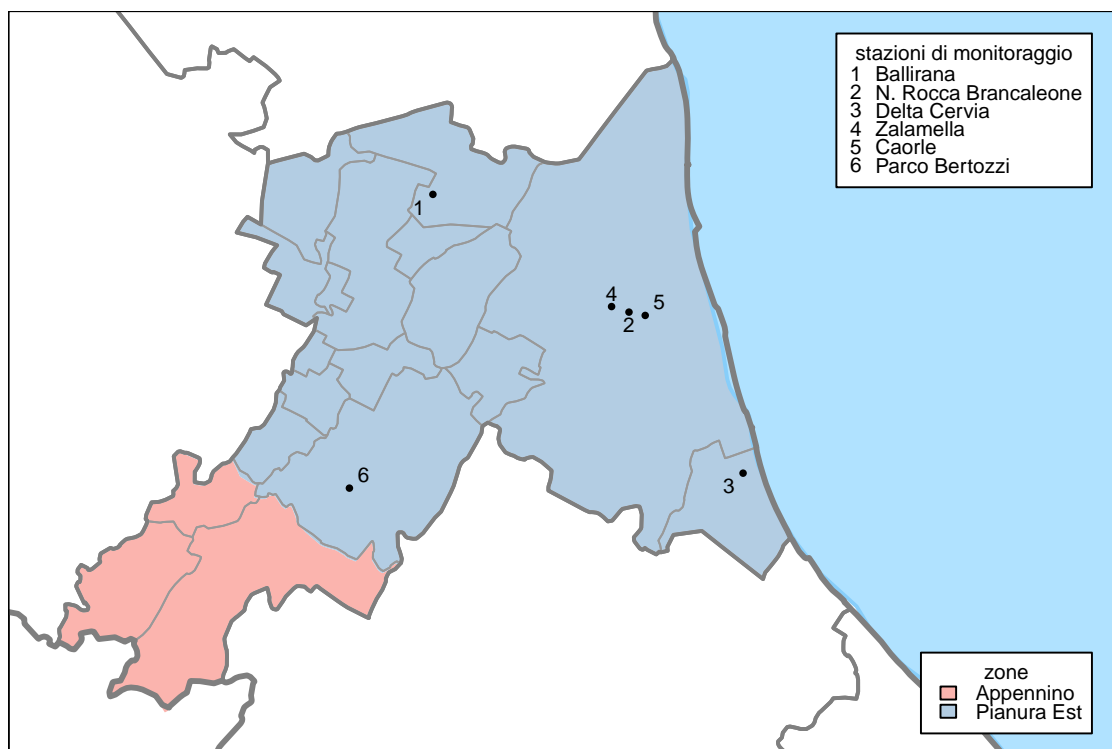 stazioni di monitoraggio
1 Ballirana
2 N. Rocca Brancaleone
3 Delta Cervia
4 Zalamella
5 Caorle
6 Parco Bertozzi
1
4
5
2
6
3
zone
Appennino
Pianura Est